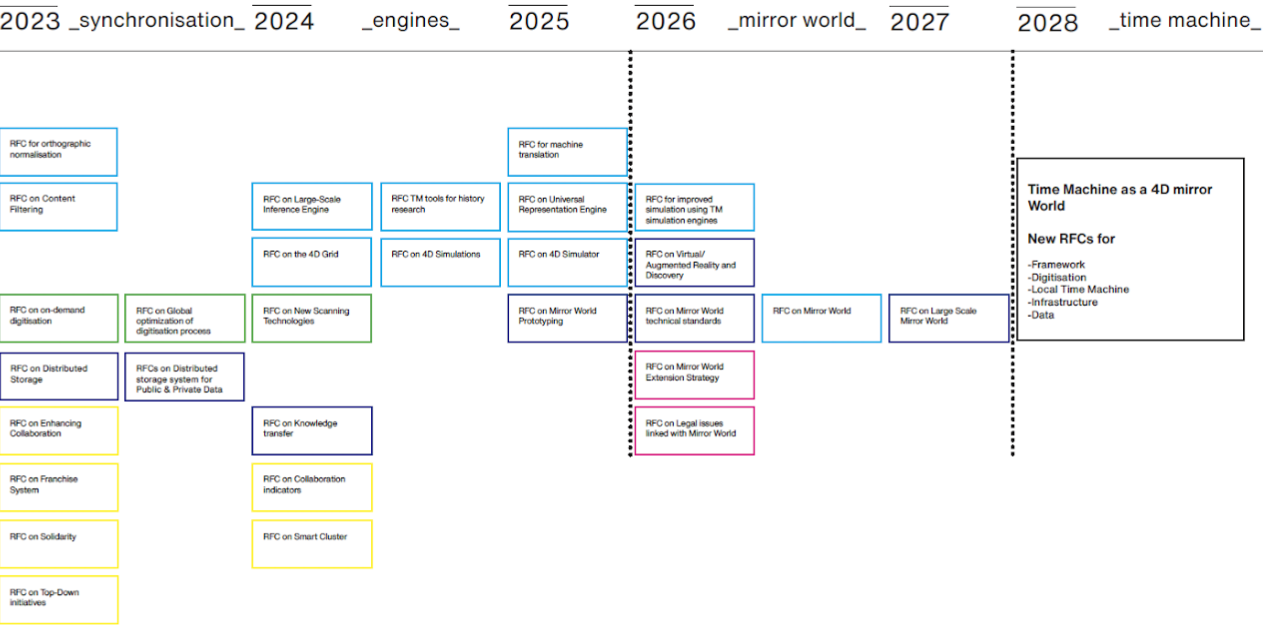 2023 _synchronisation_ 2024 _engines_ 2025 2026 _mirror world_ 2027 2028 _time machine_
RFC for orthographic
normalisation
RFC for machine
translation
RFC on Content
Filtering
RFC on Large-Scale
Inference Engine
RFC TM tools for history
research
RFC on Universal
Representation Engine
RFC for improved
simulation using TM
simulation engines
RFC on the 4D Grid
RFC on 4D Simulations
RFC on 4D Simulator
RFC on Virtual/
Augmented Reality and
Discovery
RFC on on-demand
digitisation
RFC on Global
optimization of
digitisation process
RFC on New Scanning
Technologies
RFC on Mirror World
Prototyping
RFC on Mirror World
technical standards
RFC on Mirror World
RFC on Large Scale
Mirror World
RFC on Distributed
Storage
RFCs on Distributed
storage system for
Public & Private Data
RFC on Mirror World
Extension Strategy
RFC on Enhancing
Collaboration
RFC on Knowledge
transfer
RFC on Legal issues
linked with Mirror World
RFC on Franchise
System
RFC on Collaboration
indicators
RFC on Solidarity
RFC on Smart Cluster
RFC on Top-Down
initiatives
Time Machine as a 4D mirror
World
New RFCs for
-Framework
-Digitisation
-Local Time Machine
-Infrastructure
-Data